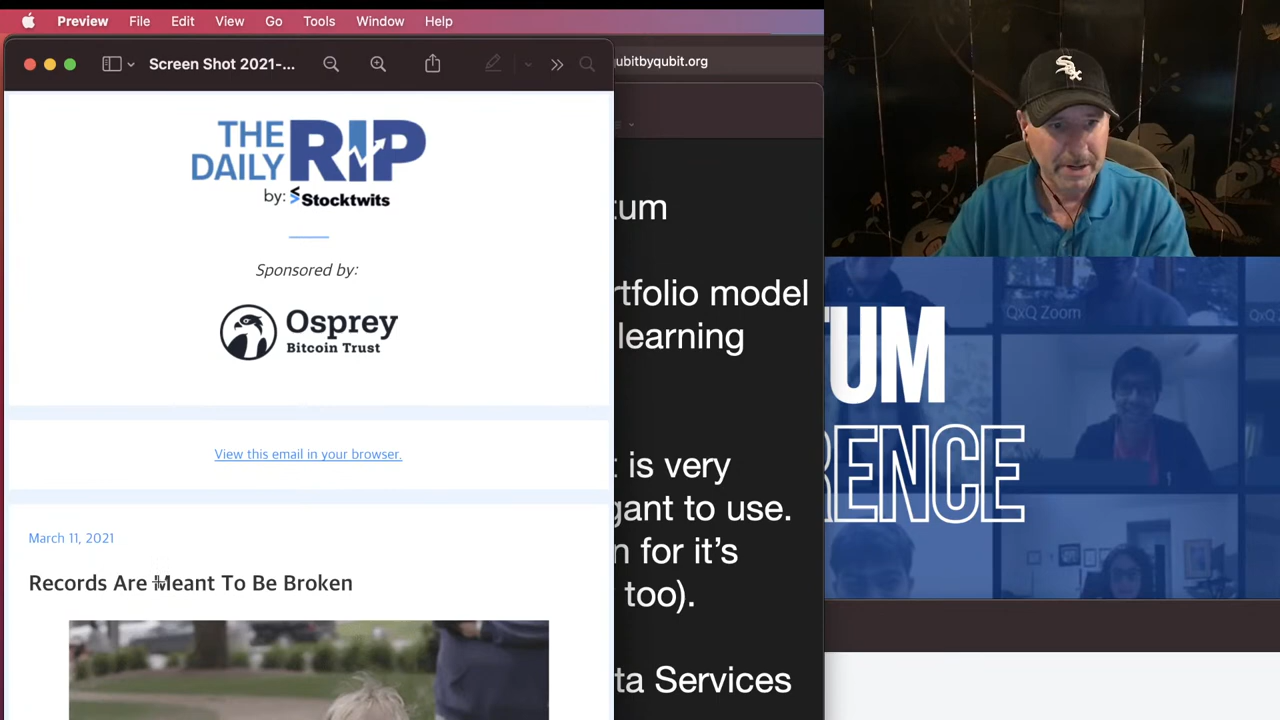 Preview File Edit View Go Tools Window Help
Screen Shot 2021-...
ubitbyqubit.org
THE
DAILY
RIP
by: Stocktwits
Sponsored by:
Osprey
Bitcoin Trust
View this email in your browser.
March 11, 2021
Records Are Meant To Be Broken
tum
rtfolio model
learning
t is very
gant to use.
n for it's
too).
ta Services
Sox
QxQ Zoom
QxQ
UM
RENCE